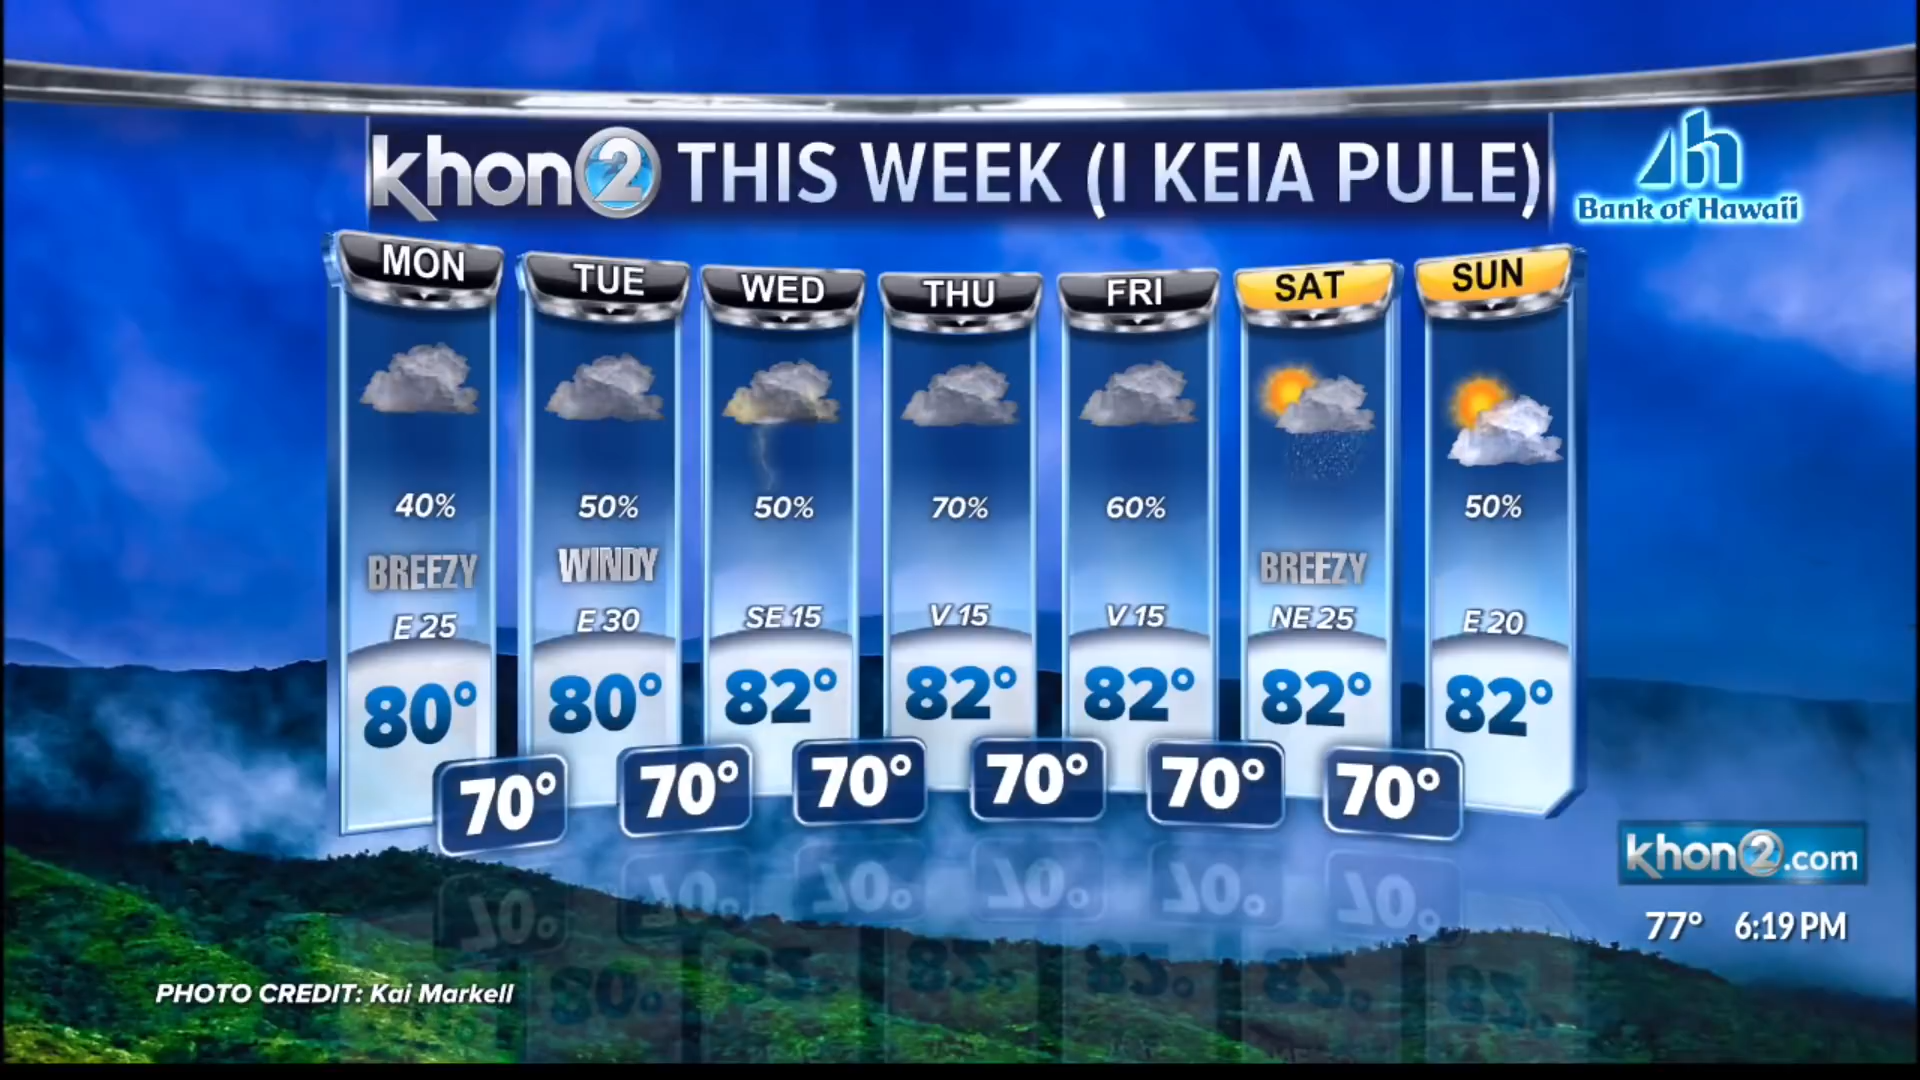 khon2 THIS WEEK (I KEIA PULE)
Bank of Hawaii
MON TUE WED THU FRI SAT SUN
40% 50% 50% 70% 60% 50%
BREEZY WINDY BREEZY
E 25 E 30 SE 15 V 15 V 15 NE 25 E 20
80° 80° 82° 82° 82° 82° 82°
70° 70° 70° 70° 70° 70°
khon2.com
77° 6:19 PM
PHOTO CREDIT: Kai Markell